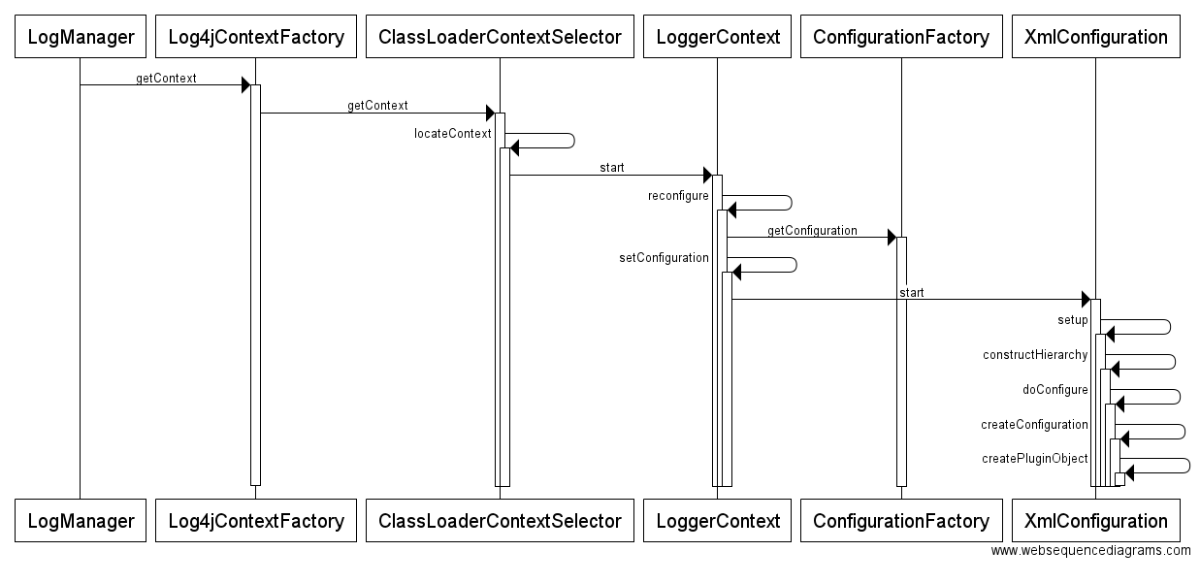 LogManager Log4jContextFactory ClassLoaderContextSelector LoggerContext ConfigurationFactory XmlConfiguration
getContext
getContext
locateContext
start
reconfigure
getConfiguration
setConfiguration
start
setup
constructHierarchy
doConfigure
createConfiguration
createPluginObject
LogManager Log4jContextFactory ClassLoaderContextSelector LoggerContext ConfigurationFactory XmlConfiguration
www.websequencediagrams.com